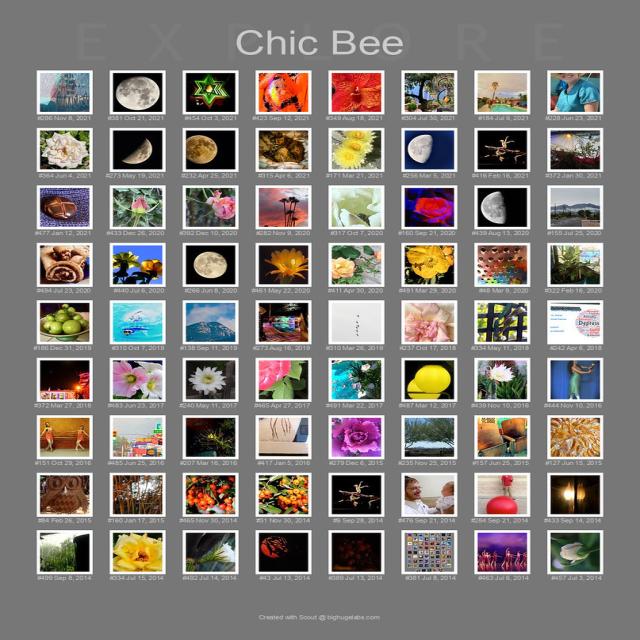 EXPLORE
Chic Bee
#286 Nov 8, 2021 #381 Oct 21, 2021 #454 Oct 3, 2021 #423 Sep 12, 2021 #349 Aug 18, 2021 #304 Jul 30, 2021 #184 Jul 9, 2021 #228 Jun 23, 2021
#364 Jun 4, 2021 #273 May 19, 2021 #232 Apr 25, 2021 #315 Apr 6, 2021 #171 Mar 21, 2021 #256 Mar 5, 2021 #416 Feb 16, 2021 #372 Jan 30, 2021
#477 Jan 12, 2021 #433 Dec 26, 2020 #392 Dec 10, 2020 #282 Nov 9, 2020 #317 Oct 7, 2020 #160 Sep 21, 2020 #439 Aug 13, 2020 #155 Jul 25, 2020
#494 Jul 23, 2020 #440 Jul 6, 2020 #266 Jun 8, 2020 #461 May 22, 2020 #411 Apr 30, 2020 #491 Mar 29, 2020 #49 Mar 9, 2020 #322 Feb 16, 2020
#186 Dec 31, 2019 #310 Oct 7, 2019 #138 Sep 11, 2019 #273 Aug 16, 2019 #310 Mar 26, 2019 #237 Oct 17, 2018 #334 May 11, 2018 #242 Apr 6, 2018
#372 Mar 27, 2018 #483 Jun 23, 2017 #240 May 11, 2017 #465 Apr 27, 2017 #491 Mar 22, 2017 #487 Mar 12, 2017 #439 Nov 10, 2016 #444 Nov 10, 2016
#151 Oct 29, 2016 #485 Jun 25, 2016 #207 Mar 16, 2016 #417 Jan 5, 2016 #279 Dec 6, 2015 #235 Nov 25, 2015 #157 Jun 25, 2015 #127 Jun 15, 2015
#84 Feb 26, 2015 #160 Jan 17, 2015 #465 Nov 30, 2014 #31 Nov 30, 2014 #9 Sep 28, 2014 #476 Sep 21, 2014 #284 Sep 21, 2014 #433 Sep 14, 2014
#499 Sep 8, 2014 #334 Jul 15, 2014 #492 Jul 14, 2014 #43 Jul 13, 2014 #389 Jul 13, 2014 #381 Jul 8, 2014 #463 Jul 6, 2014 #457 Jul 3, 2014
Created with Scout @ bighugelabs.com